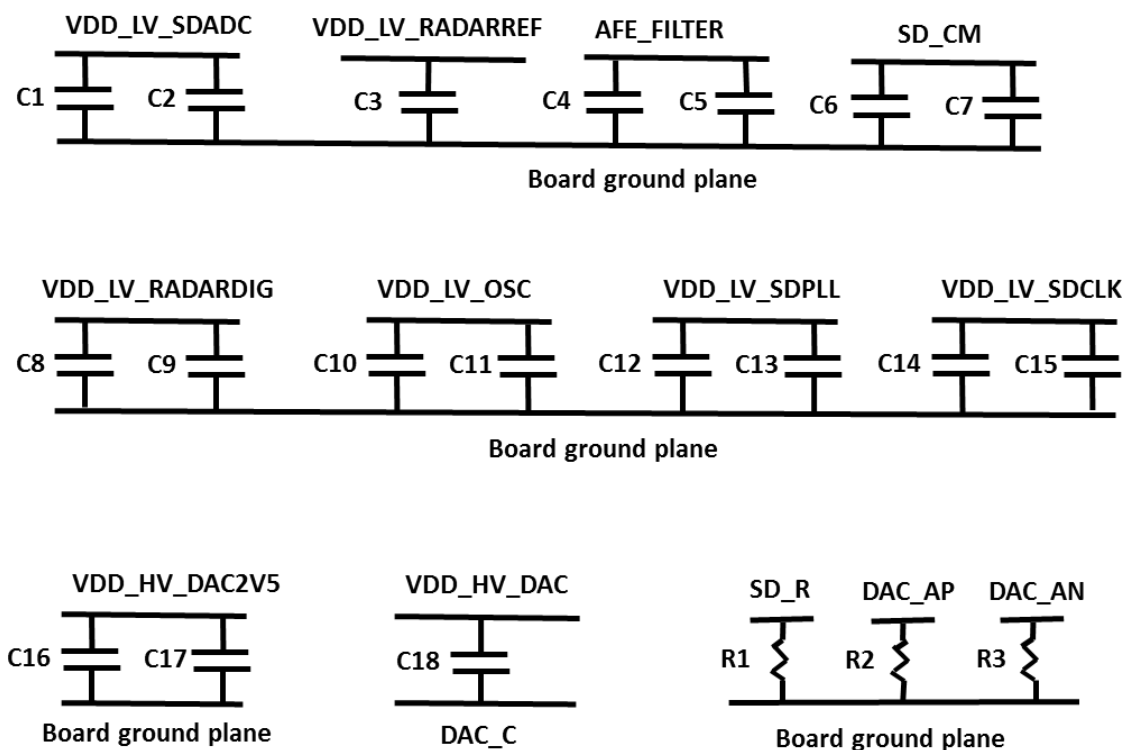 VDD_LV_SDADC
VDD_LV_RADARREF
AFE_FILTER
SD_CM
C1
C2
C3
C4
C5
C6
C7
Board ground plane
VDD_LV_RADARDIG
VDD_LV_OSC
VDD_LV_SDPLL
VDD_LV_SDCLK
C8
C9
C10
C11
C12
C13
C14
C15
Board ground plane
VDD_HV_DAC2V5
VDD_HV_DAC
SD_R
DAC_AP
DAC_AN
C16
C17
C18
R1
R2
R3
Board ground plane
DAC_C
Board ground plane